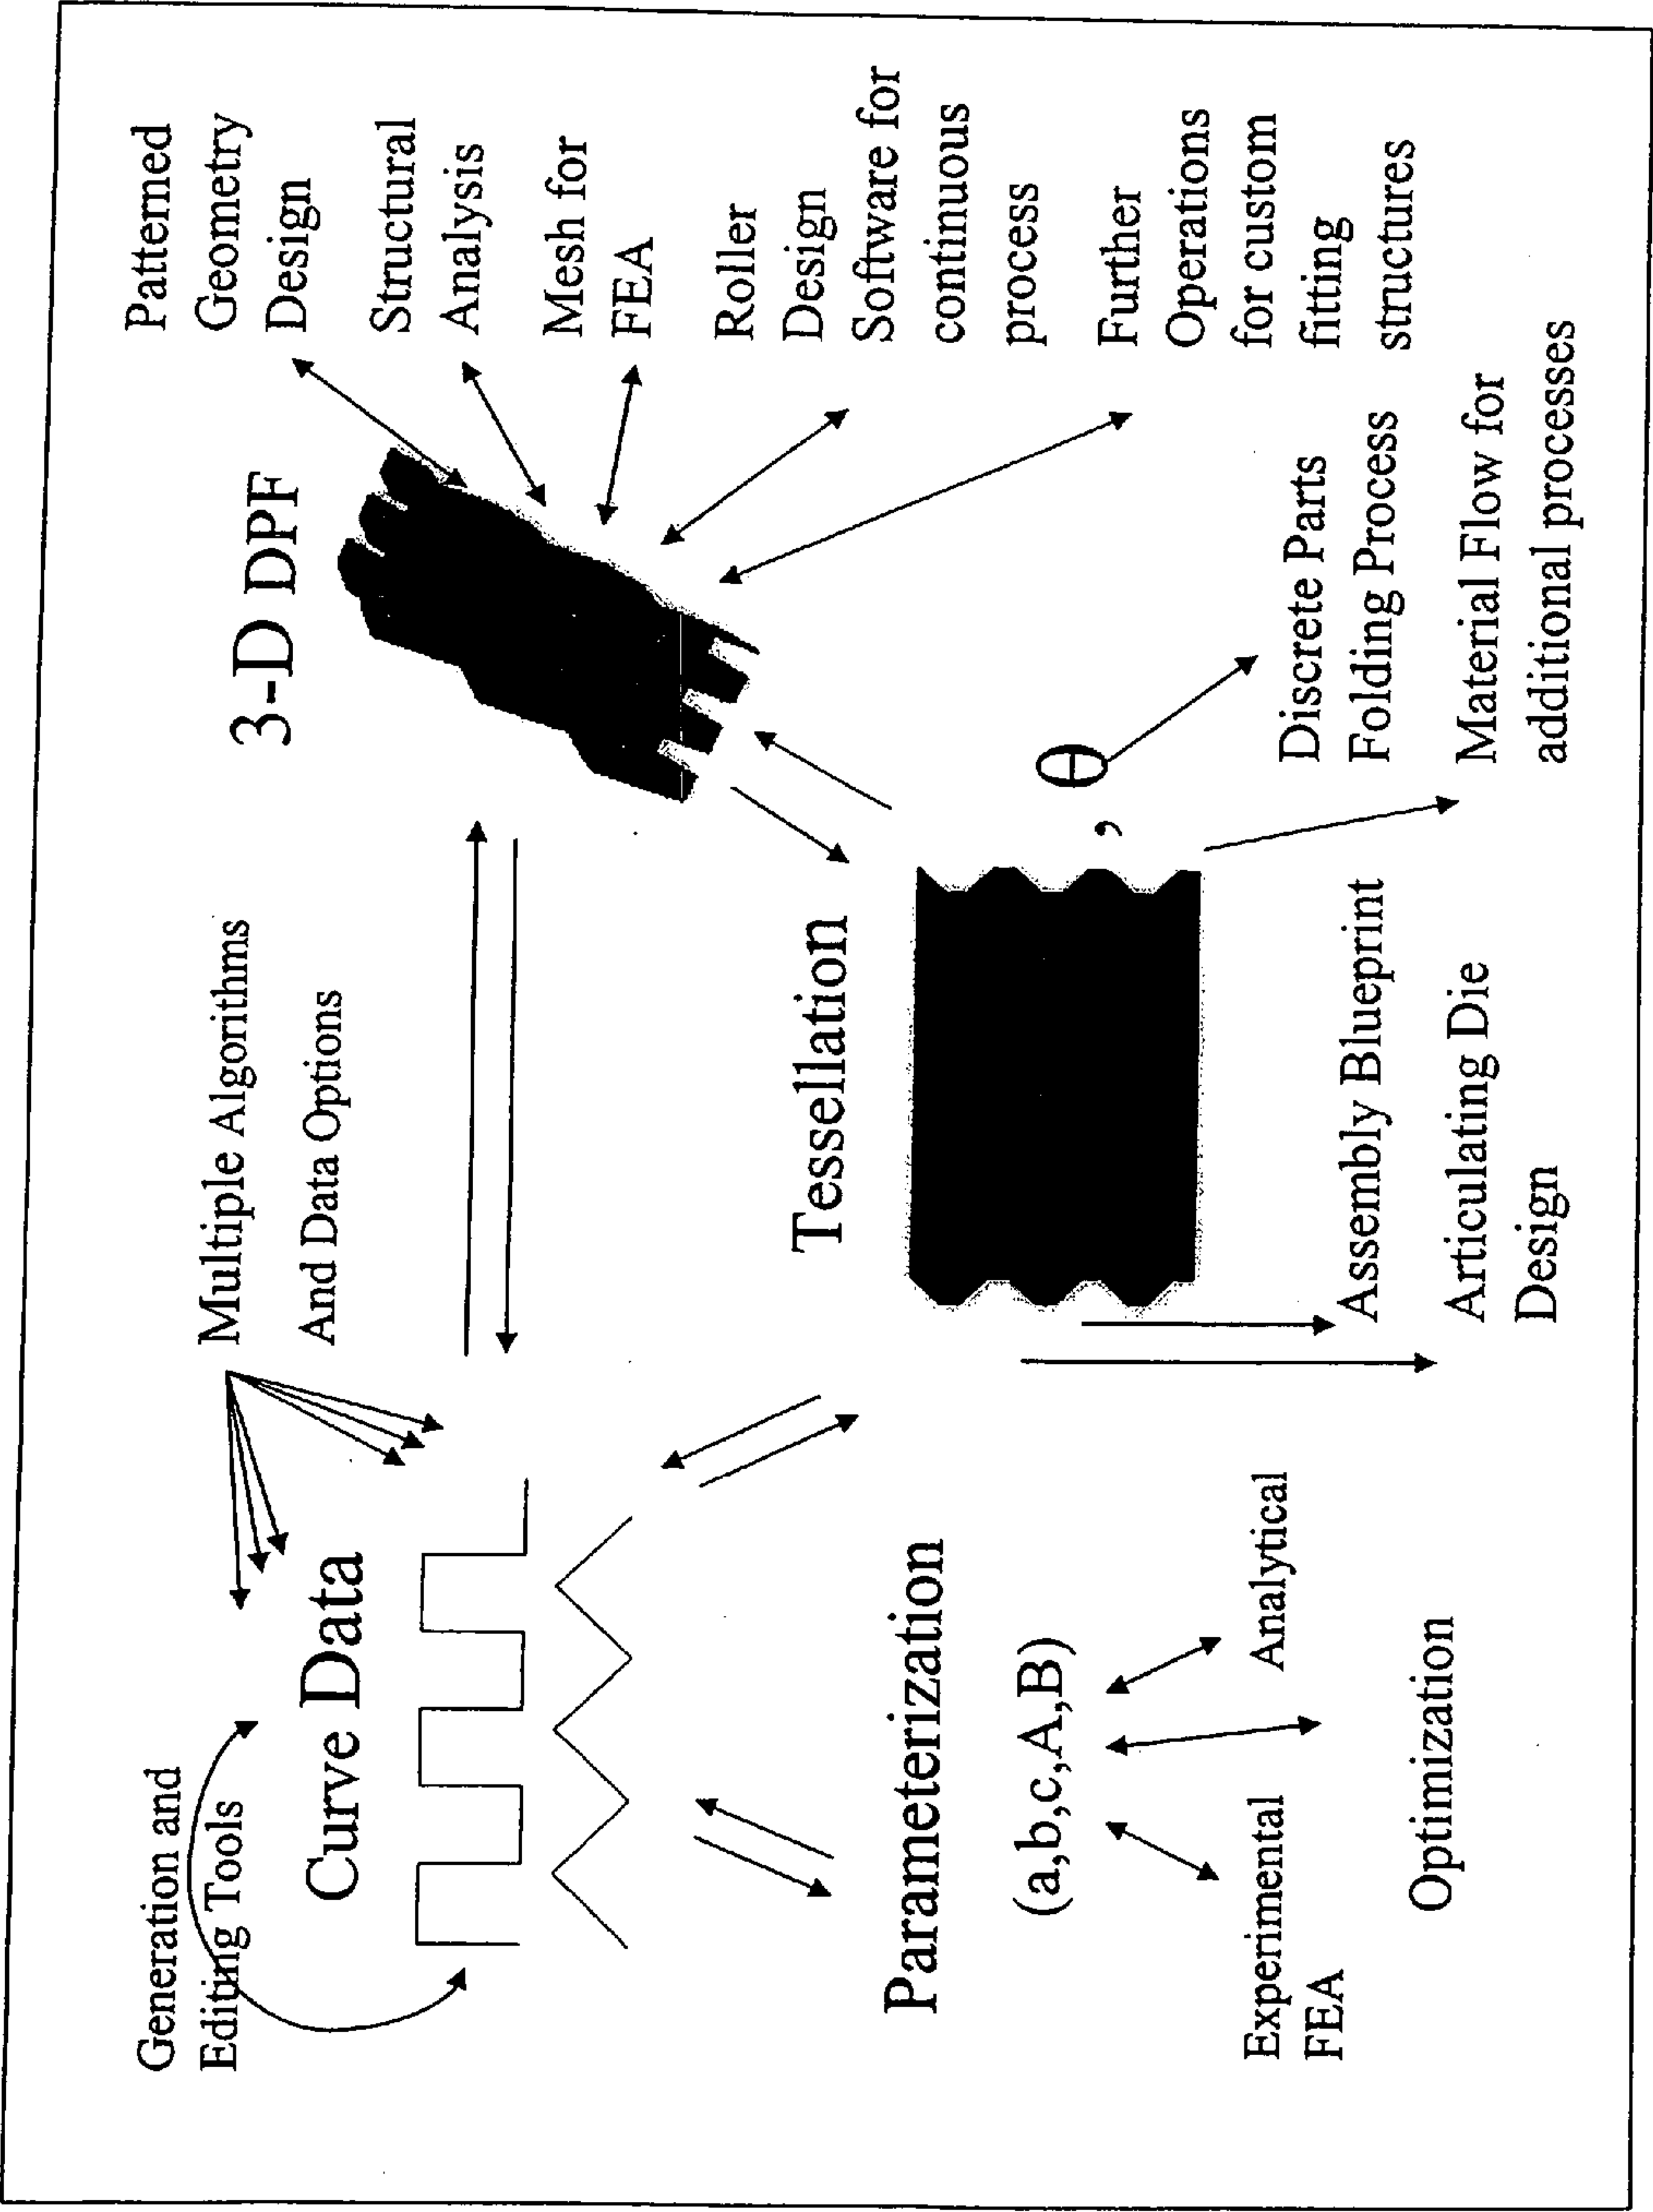 Generation and
Editing Tools
Multiple Algorithms
And Data Options
Curve Data
3-D DPF
Patterned
Geometry
Design
Structural
Analysis
Mesh for
FEA
Roller
Design
Software for
continuous
process
Further
Operations
for custom
fitting
structures
Tessellation
, θ
Parameterization
(a,b,c,A,B)
Experimental
FEA
Analytical
Optimization
Assembly Blueprint
Articulating Die
Design
Discrete Parts
Folding Process
Material Flow for
additional processes